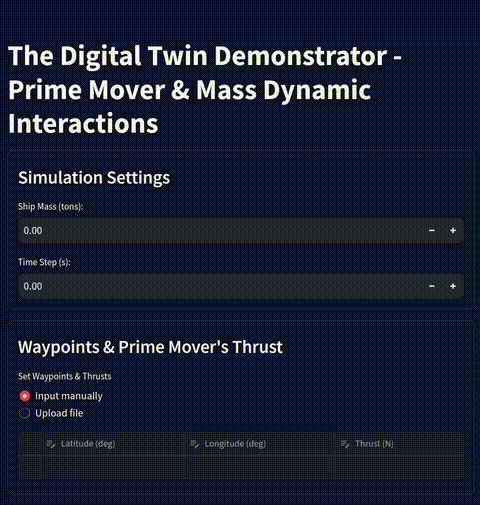 The Digital Twin Demonstrator -
Prime Mover & Mass Dynamic
Interactions
Simulation Settings
Ship Mass (tons):
0.00 − +
Time Step (s):
0.00 − +
Waypoints & Prime Mover's Thrust
Set Waypoints & Thrusts
Input manually
Upload file
Latitude (deg) Longitude (deg) Thrust (N)